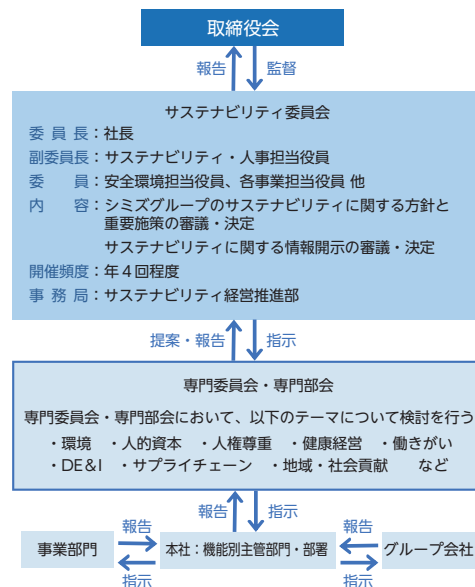 取締役会
報告 監督
サステナビリティ委員会
委員長：社長
副委員長：サステナビリティ・人事担当役員
委員：安全環境担当役員、各事業担当役員 他
内容：シミズグループのサステナビリティに関する方針と
重要施策の審議・決定
サステナビリティに関する情報開示の審議・決定
開催頻度：年４回程度
事務局：サステナビリティ経営推進部
提案・報告 指示
専門委員会・専門部会
専門委員会・専門部会において、以下のテーマについて検討を行う
・環境 ・人的資本 ・人権尊重 ・健康経営 ・働きがい
・DE＆I ・サプライチェーン ・地域・社会貢献 など
報告 指示
報告 報告
事業部門 本社：機能別主管部門・部署 グループ会社
指示 指示